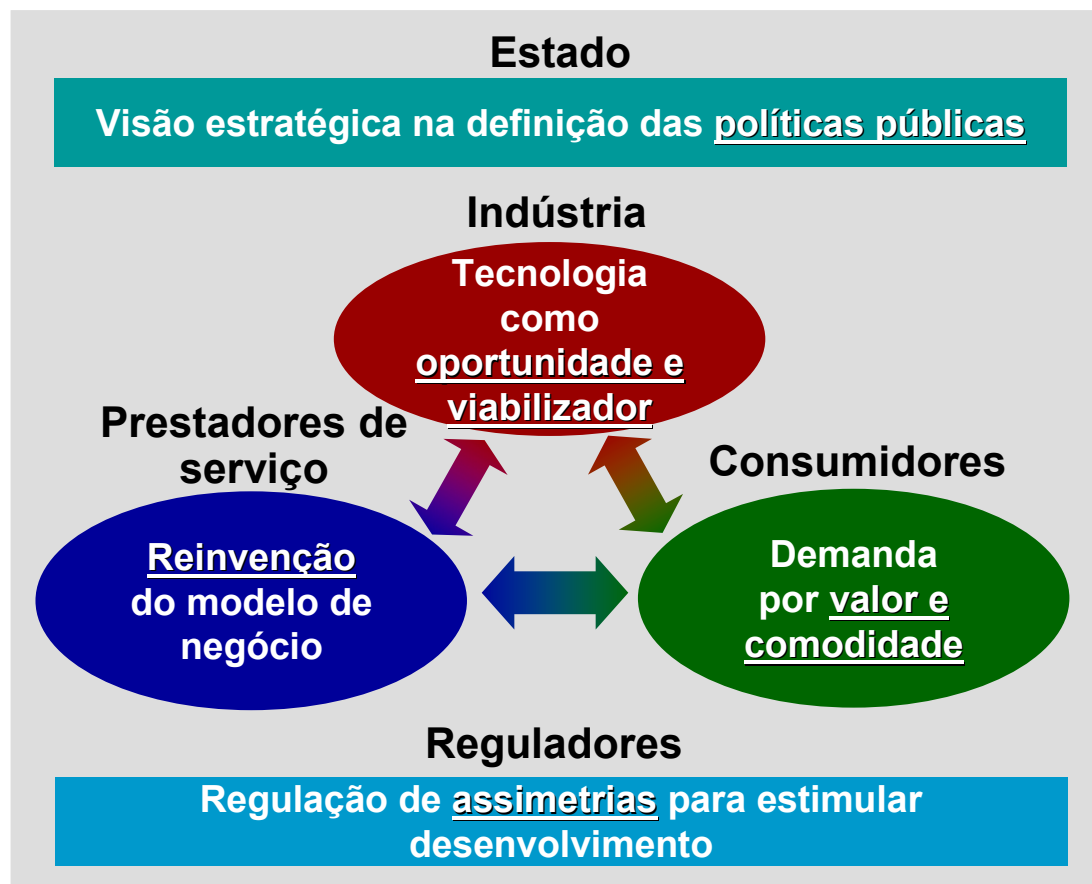 Estado
Visão estratégica na definição das políticas públicas
Indústria
Tecnologia
como
oportunidade e
viabilizador
Prestadores de
serviço
Reinvenção
do modelo de
negócio
Consumidores
Demanda
por valor e
comodidade
Reguladores
Regulação de assimetrias para estimular
desenvolvimento